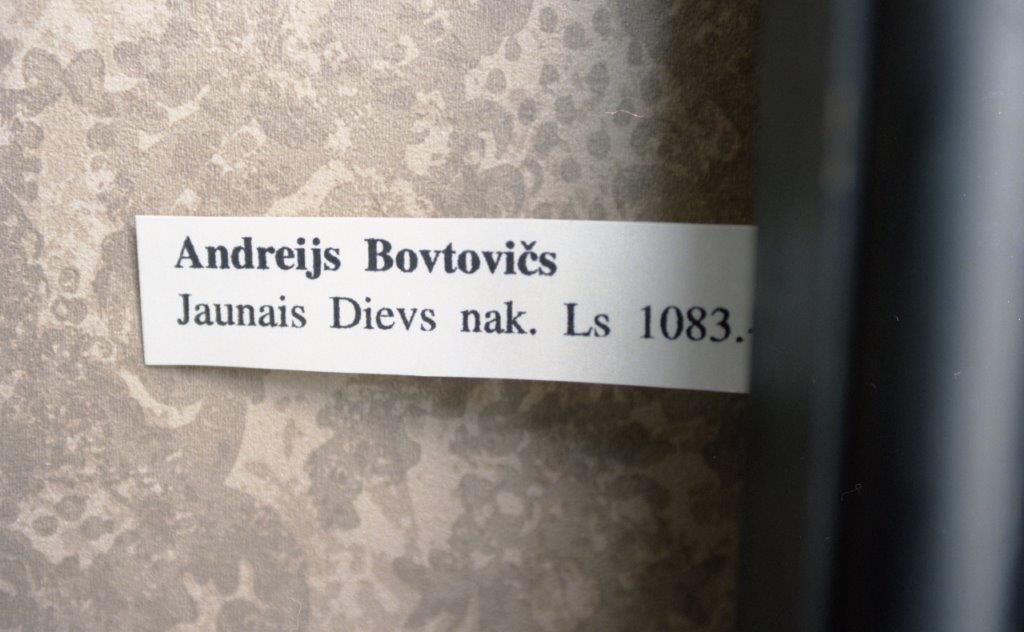 Andreijs Bovtovičs
Jaunais Dievs nak. Ls 1083.-